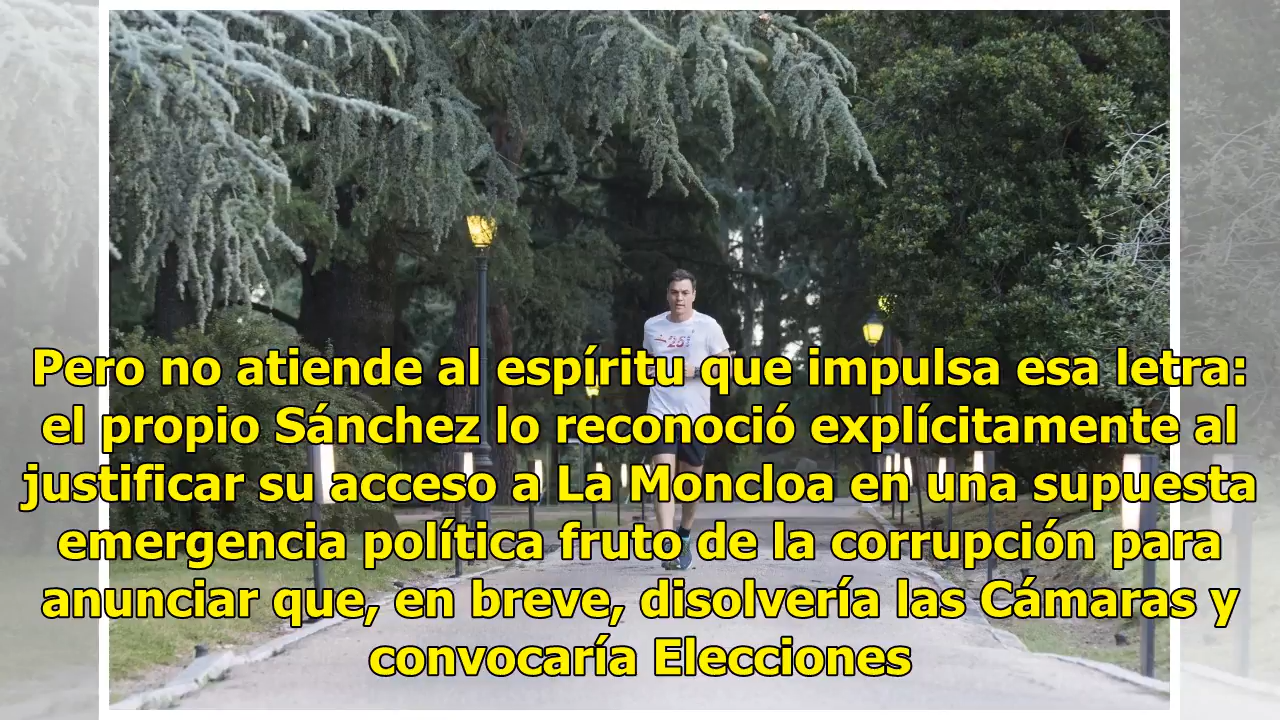 25
Pero no atiende al espíritu que impulsa esa letra:
el propio Sánchez lo reconoció explícitamente al
justificar su acceso a La Moncloa en una supuesta
emergencia política fruto de la corrupción para
anunciar que, en breve, disolvería las Cámaras y
convocaría Elecciones